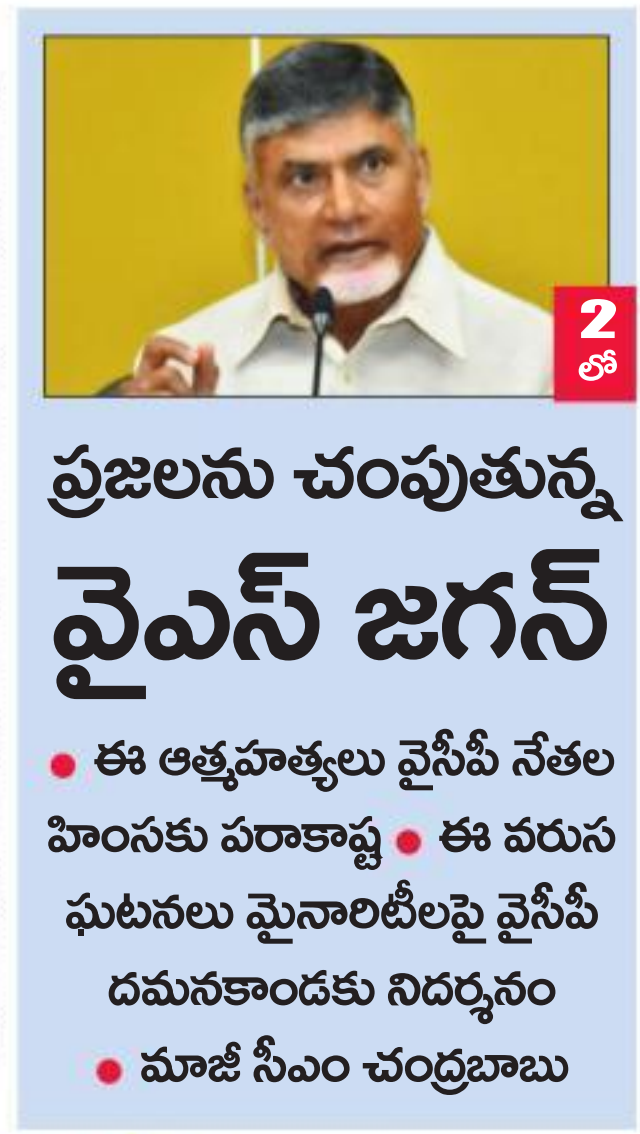 2
లో
ప్రజలను చంపుతున్న
వైఎస్ జగన్
● ఈ ఆత్మహత్యలు వైసీపీ నేతల
హింసకు పరాకాష్ట ● ఈ వరుస
ఘటనలు మైనారిటీలపై వైసీపీ
దమనకాండకు నిదర్శనం
● మాజీ సీఎం చంద్రబాబు